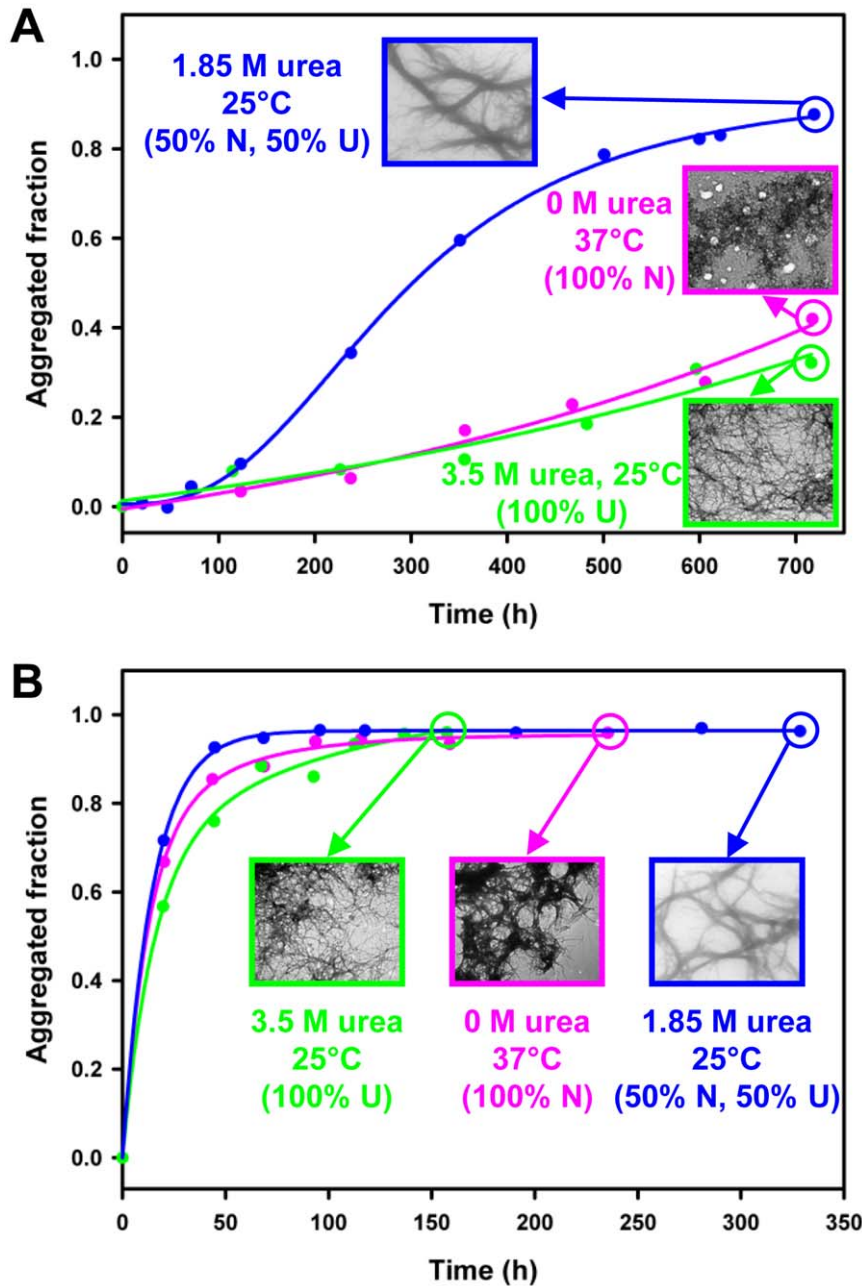 A
1.0
0.8
0.6
0.4
0.2
0.0
Aggregated fraction
1.85 M urea
25°C
(50% N, 50% U)
0 M urea
37°C
(100% N)
3.5 M urea, 25°C
(100% U)
0 100 200 300 400 500 600 700
Time (h)
B
1.0
0.8
0.6
0.4
0.2
0.0
Aggregated fraction
3.5 M urea
25°C
(100% U)
0 M urea
37°C
(100% N)
1.85 M urea
25°C
(50% N, 50% U)
0 50 100 150 200 250 300 350
Time (h)